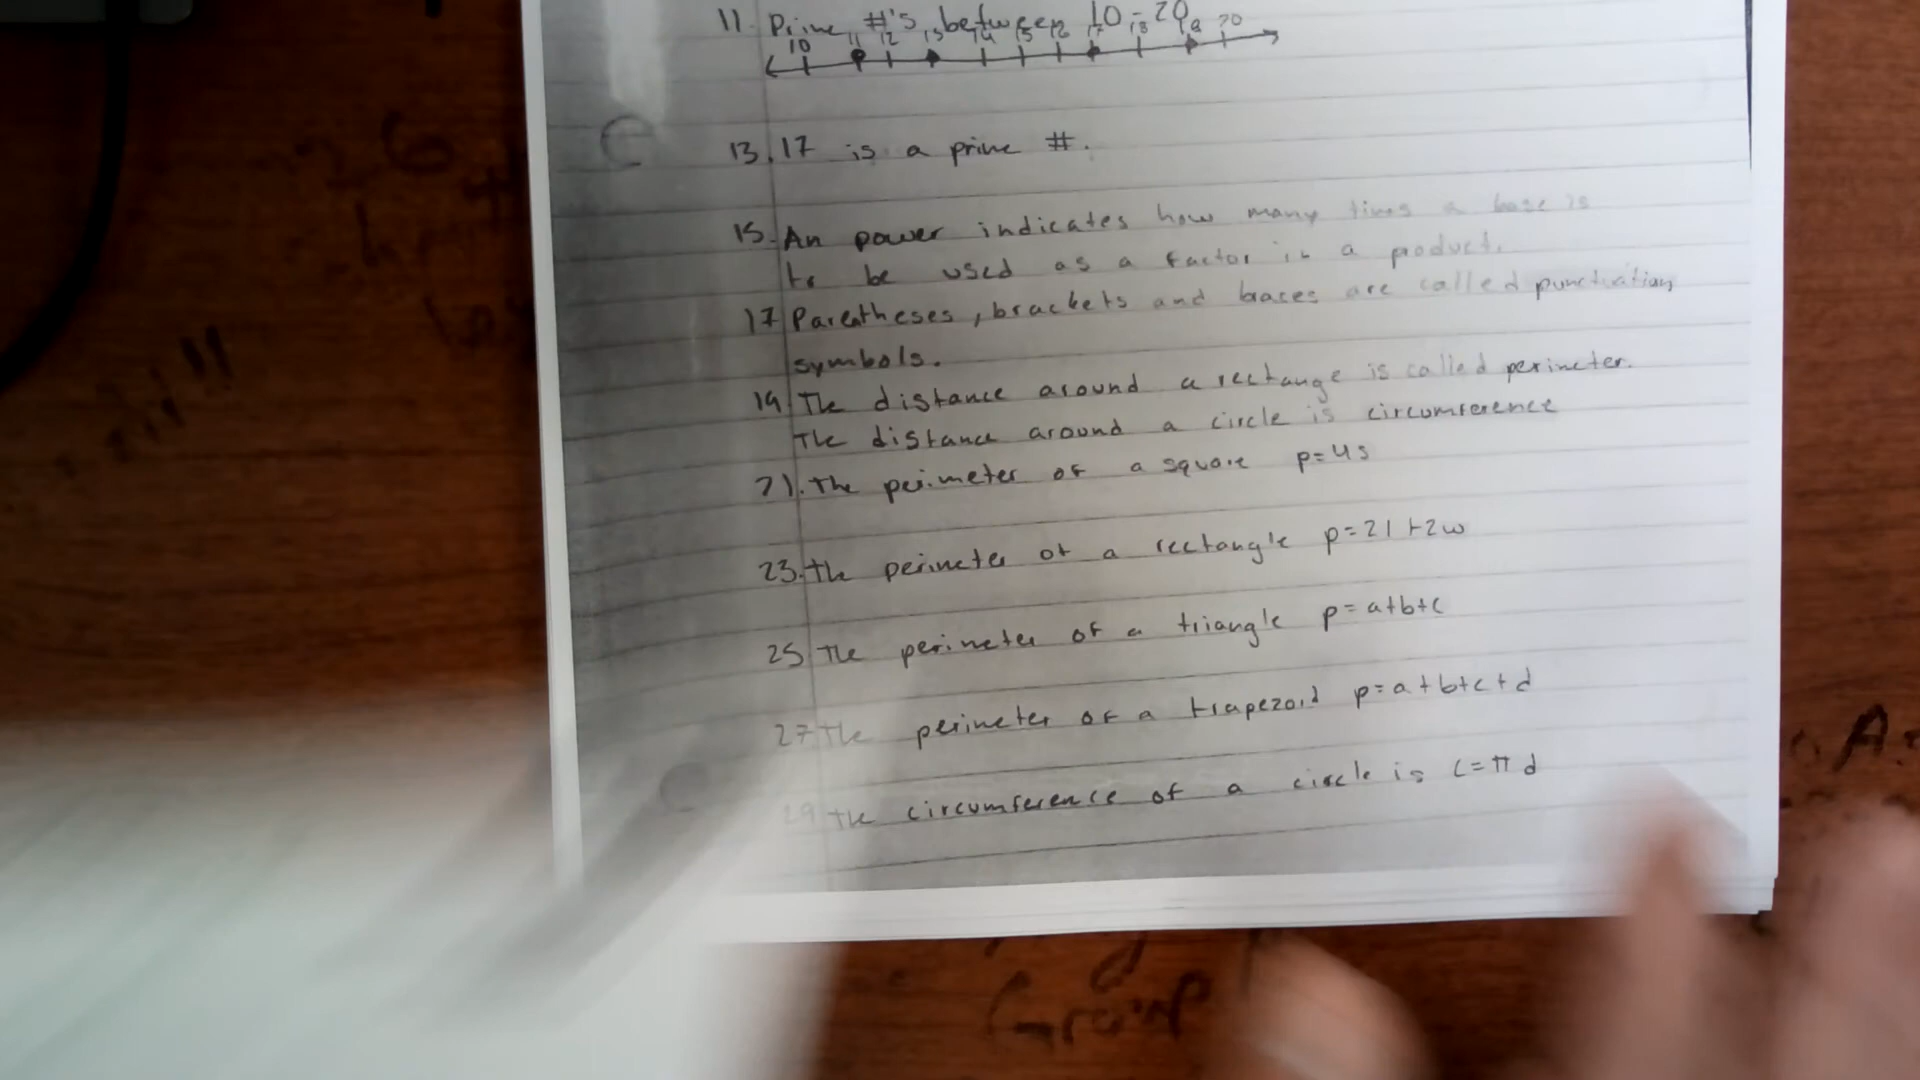 11. Prime #'s between 10-20
10 11 12 13 14 15 16 17 18 19 20
13. 17 is a prime #.
15. An power indicates how many times a base is
to be used as a factor in a product.
17 Parentheses, brackets and braces are called punctuation
symbols.
19 The distance around a rectange is called perimeter.
The distance around a circle is circumference
21. The perimeter of a square p=4s
23. the perimeter of a rectangle p=2l+2w
25 The perimeter of a triangle p=a+b+c
27 The perimeter of a trapezoid p=a+b+c+d
29 the circumference of a circle is C=πd
Group